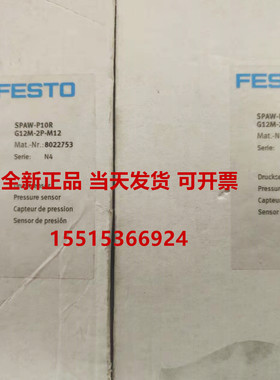 FESTO
SPAW-P10R
G12M-2P-M12
Mat.-Nr.: 8022753
Serie: N4
全新正品 当天发货 可开票
Pressure sensor
Capteur de pression
Sensor de presión
15515366924
FESTO
SPAW-
G12M-
Mat.-Nr.
Serie:
Druckse
Pressure
Capteur
Sensor